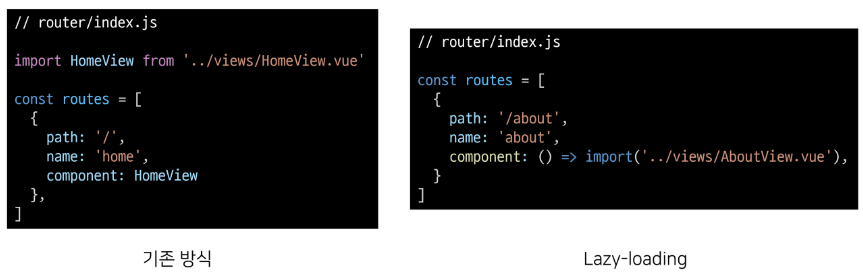 // router/index.js
import HomeView from '../views/HomeView.vue'
const routes = [
  {
    path: '/',
    name: 'home',
    component: HomeView
  },
]
기존 방식
// router/index.js
const routes = [
  {
    path: '/about',
    name: 'about',
    component: () => import('../views/AboutView.vue'),
  }
]
Lazy-loading